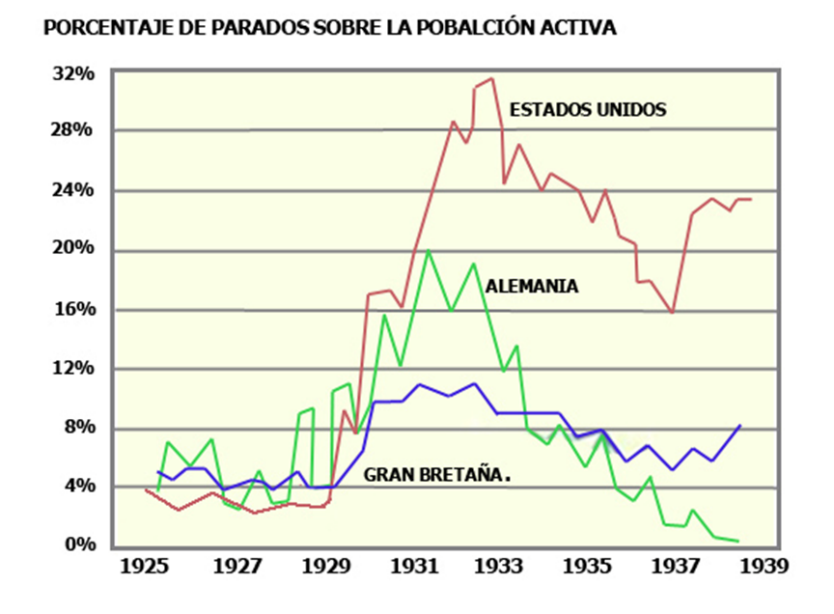 PORCENTAJE DE PARADOS SOBRE LA POBALCIÓN ACTIVA
32%
ESTADOS UNIDOS
28%
24%
20%
ALEMANIA
16%
12%
8%
GRAN BRETAÑA.
4%
0%
1925 1927 1929 1931 1933 1935 1937 1939